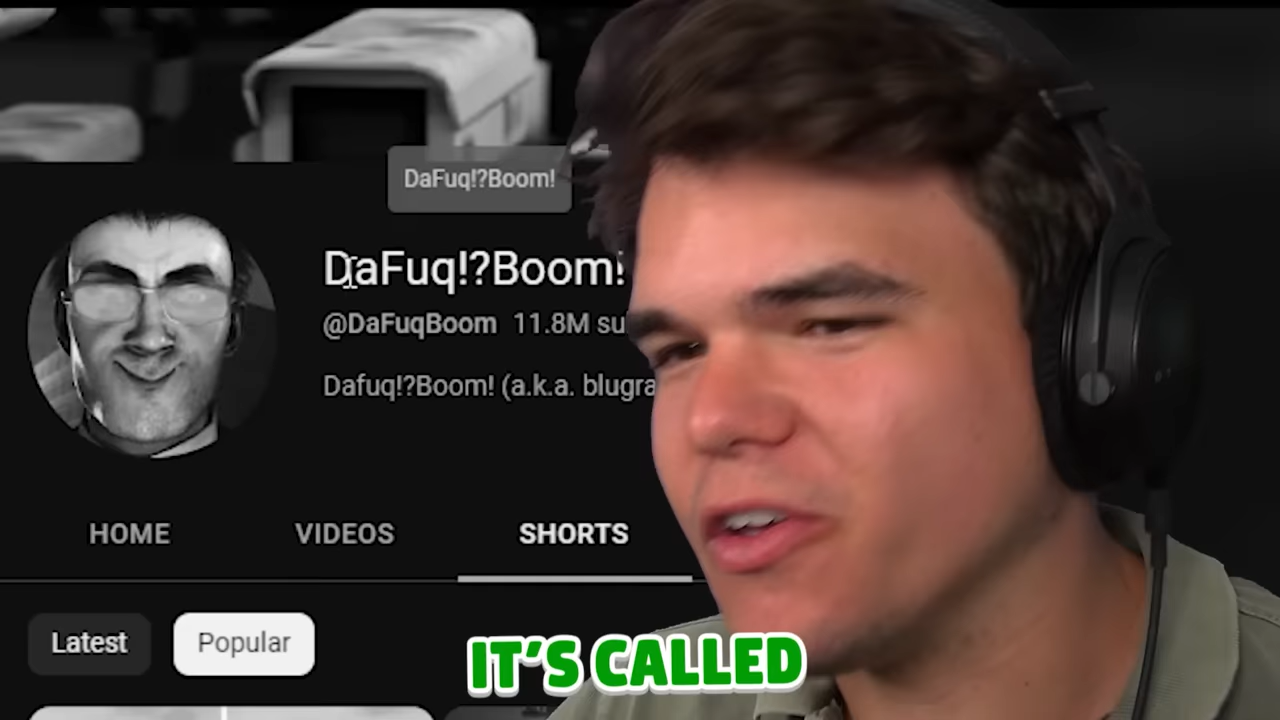 DaFuq!?Boom!
DaFuq!?Boom!
@DaFuqBoom 11.8M su
Dafuq!?Boom! (a.k.a. blugra
HOME VIDEOS SHORTS
Latest Popular
IT'S CALLED